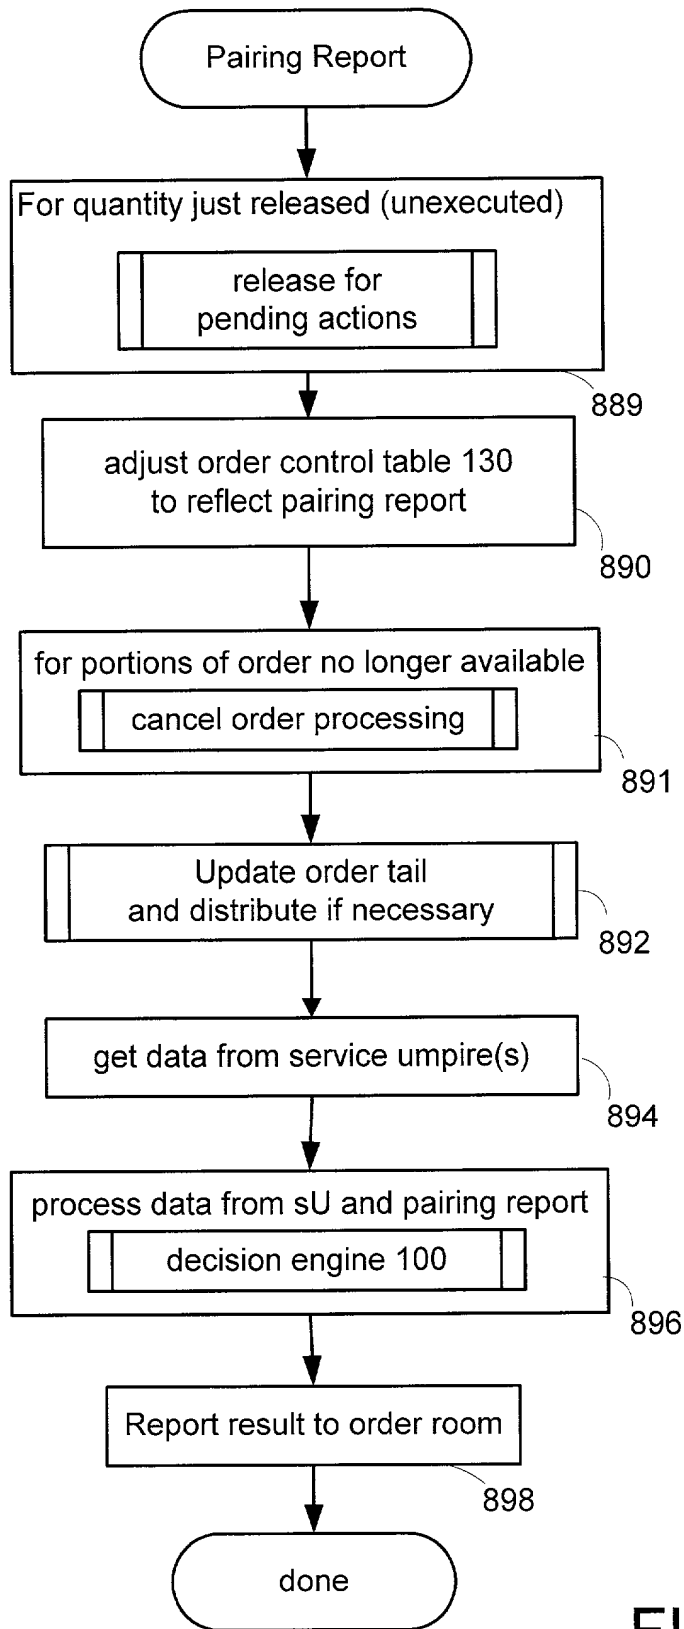 Pairing Report
For quantity just released (unexecuted)
release for
pending actions
889
adjust order control table 130
to reflect pairing report
890
for portions of order no longer available
cancel order processing
891
Update order tail
and distribute if necessary
892
get data from service umpire(s)
894
process data from sU and pairing report
decision engine 100
896
Report result to order room
898
done